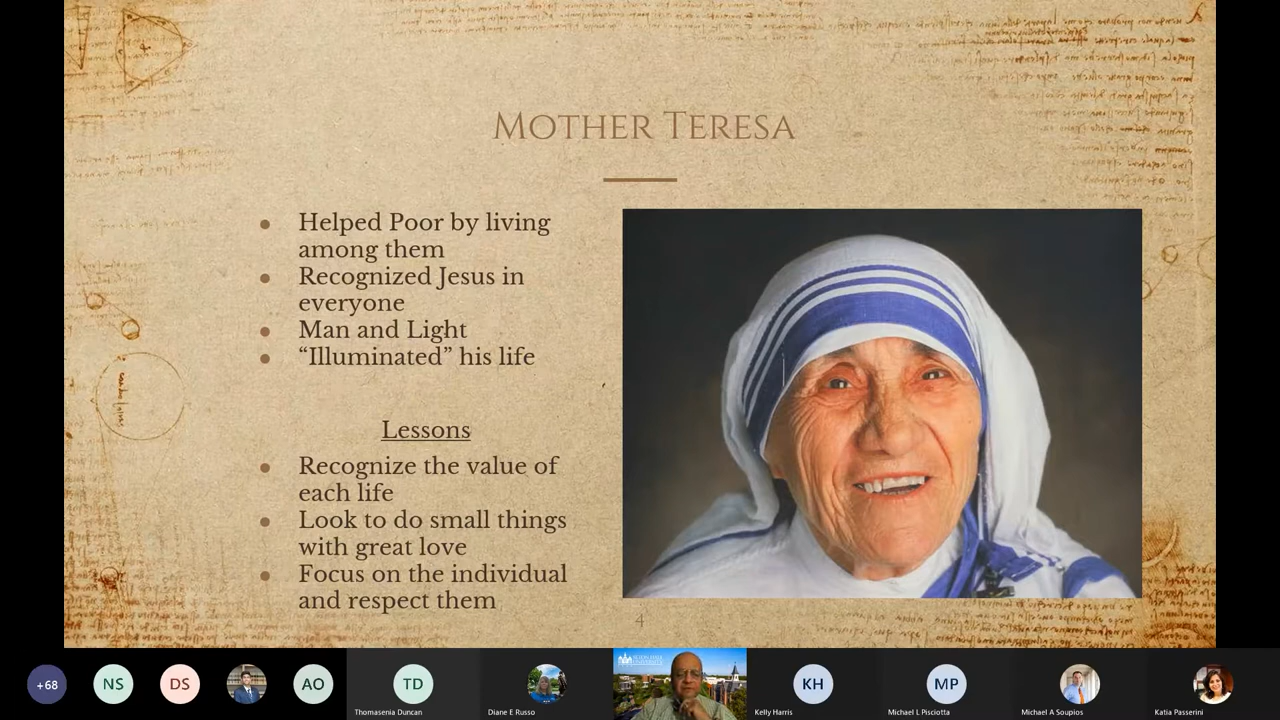 Mother Teresa
Helped Poor by living
among them
Recognized Jesus in
everyone
Man and Light
“Illuminated” his life
Lessons
Recognize the value of
each life
Look to do small things
with great love
Focus on the individual
and respect them
4
+68
NS
DS
AO
TD
Thomasenia Duncan
Diane E Russo
KH
Kelly Harris
MP
Michael L Pisciotta
Michael A Soupios
Katia Passerini